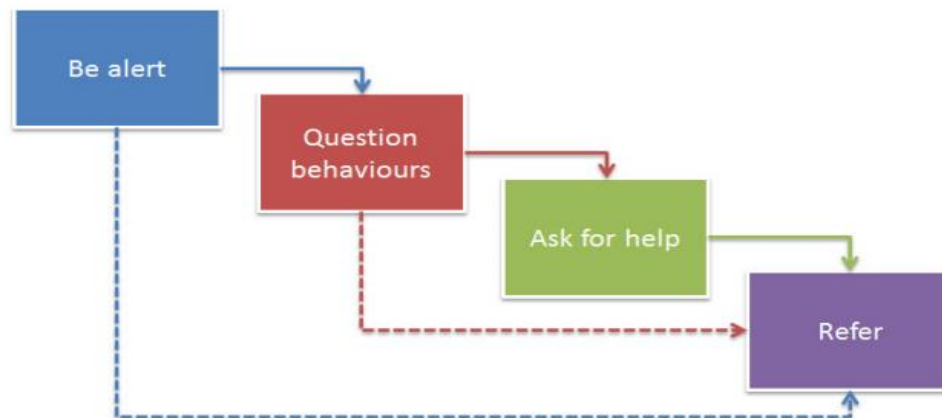 Be alert
Question
behaviours
Ask for help
Refer